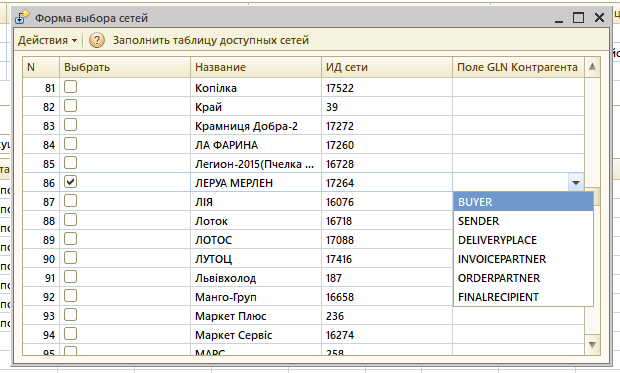 Форма выбора сетей
Действия ? Заполнить таблицу доступных сетей
N Выбрать Название ИД сети Поле GLN Контрагента
81 Копілка 17522
82 Край 39
83 Крамниця Добра-2 17272
84 ЛА ФАРИНА 17260
85 Легион-2015(Пчелка ... 16728
86 ЛЕРУА МЕРЛЕН 17264
87 ЛІЯ 16076 BUYER
88 Лоток 16718 SENDER
89 ЛОТОС 17088 DELIVERYPLACE
90 ЛУТОЦ 17416 INVOICEPARTNER
91 Львівхолод 187 ORDERPARTNER
92 Манго-Груп 16658 FINALRECIPIENT
93 Маркет Плюс 236
94 Маркет Сервіс 16274
95 МАРС 258